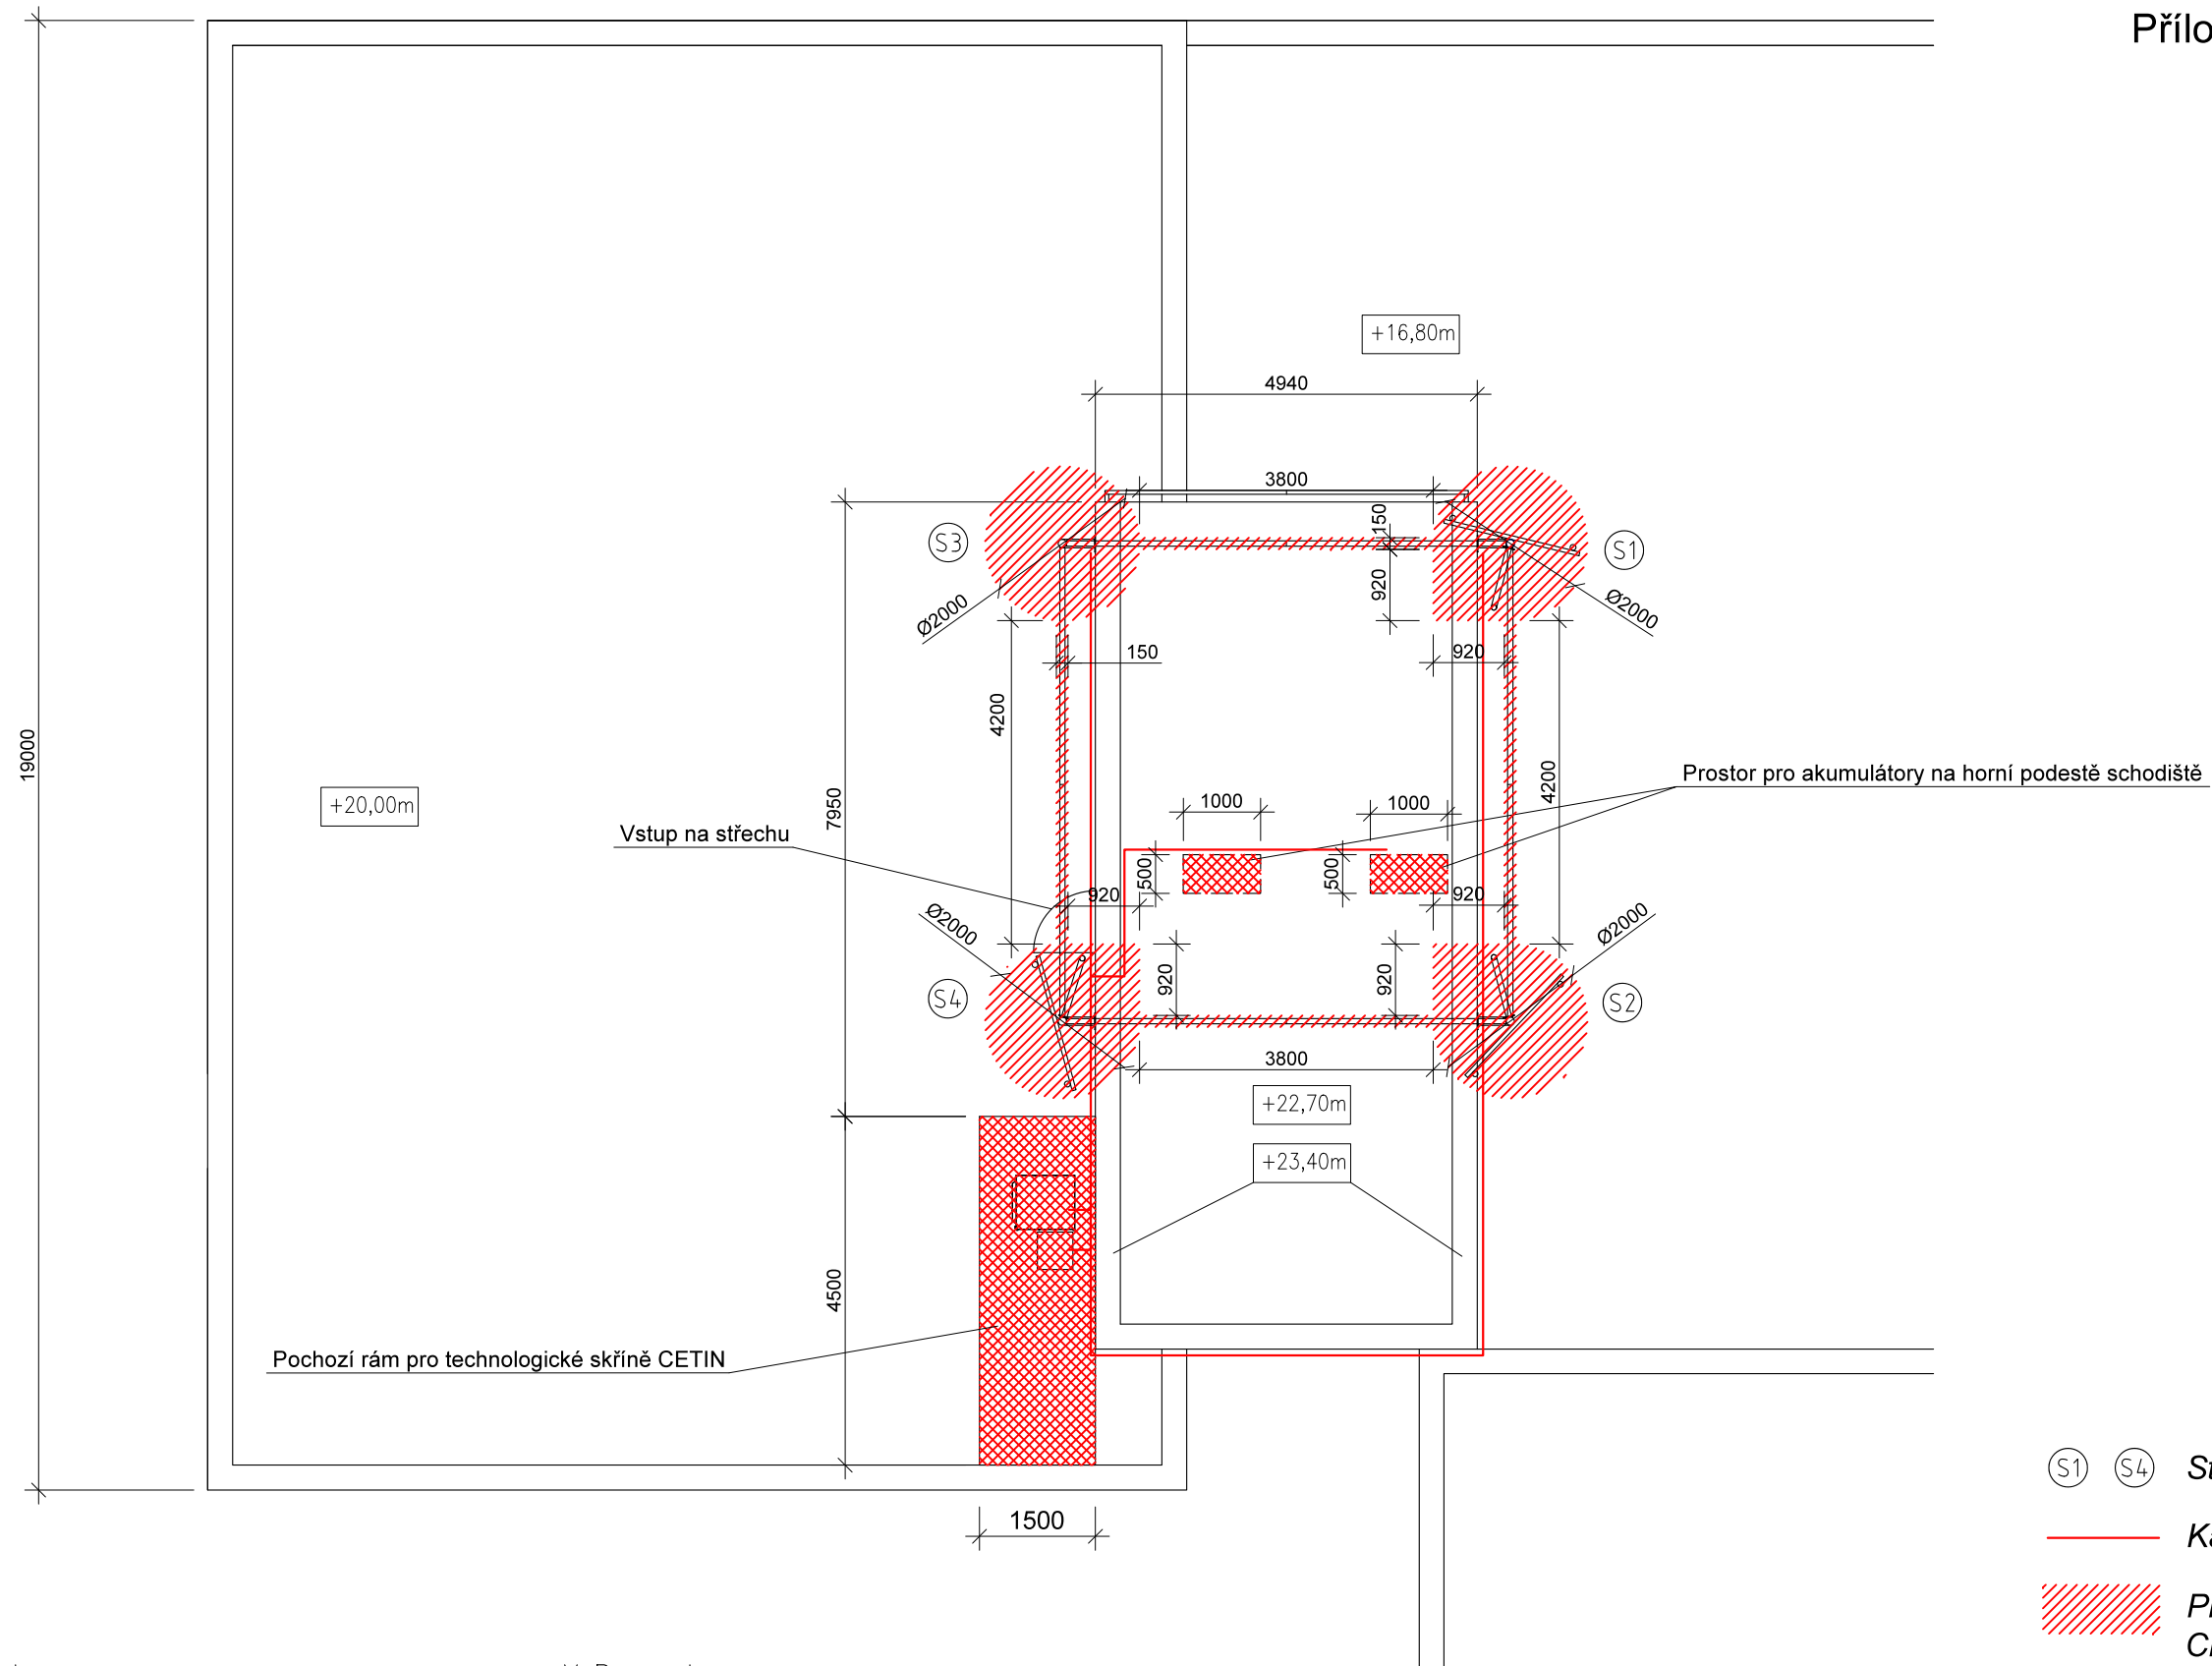 Přílo
+16,80m
4940
3800
150
920
S3
S1
Ø2000
Ø2000
150
920
4200
4200
19000
7950
+20,00m
Vstup na střechu
Prostor pro akumulátory na horní podestě schodiště
1000
1000
500
500
920
920
Ø2000
Ø2000
920
920
S4
S2
3800
+22,70m
+23,40m
4500
Pochozí rám pro technologické skříně CETIN
1500
S1 S4